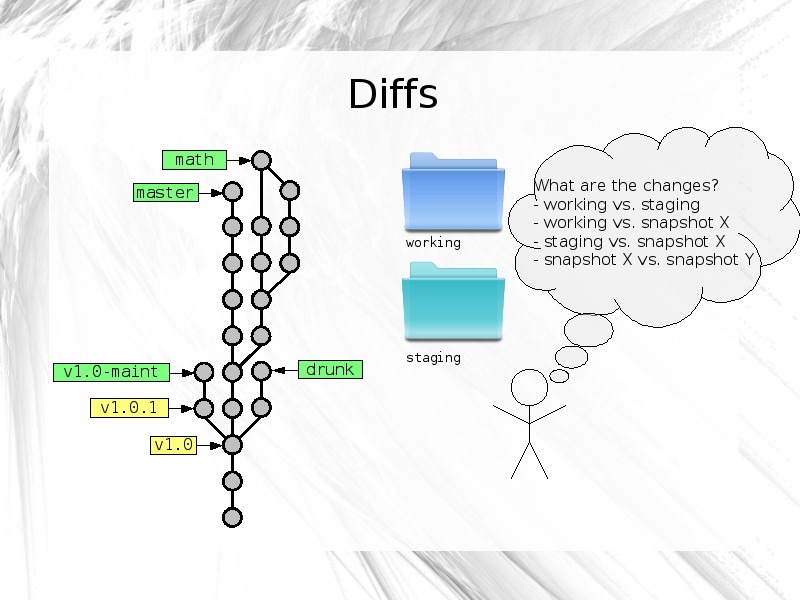 Diffs
math
master
v1.0-maint
drunk
v1.0.1
v1.0
working
staging
What are the changes?
- working vs. staging
- working vs. snapshot X
- staging vs. snapshot X
- snapshot X vs. snapshot Y